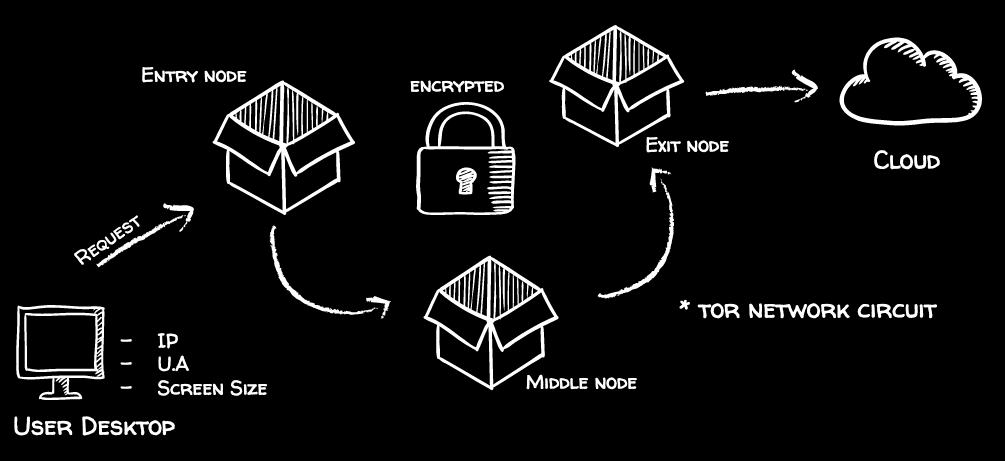 Entry node
encrypted
Exit node
Cloud
Request
* Tor network circuit
- IP
- U.A
- Screen Size
Middle node
User Desktop